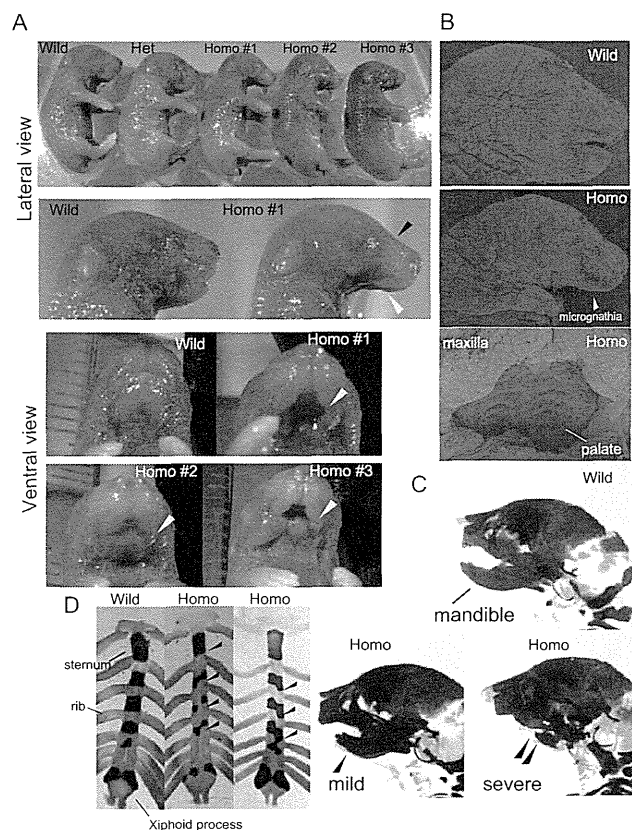 A
B
Wild Het Homo #1 Homo #2 Homo #3
Lateral view
Wild Homo #1
Wild
Homo
micrognathia
maxilla Homo
palate
Wild Homo #1
Ventral view
Homo #2 Homo #3
C
Wild
mandible
D
Wild Homo Homo
sternum
rib
Xiphoid process
Homo Homo
mild severe